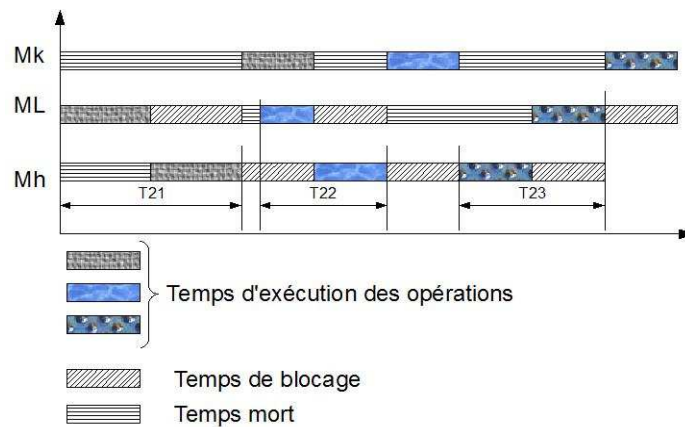 Mk
ML
Mh
T21
T22
T23
Temps d'exécution des opérations
Temps de blocage
Temps mort